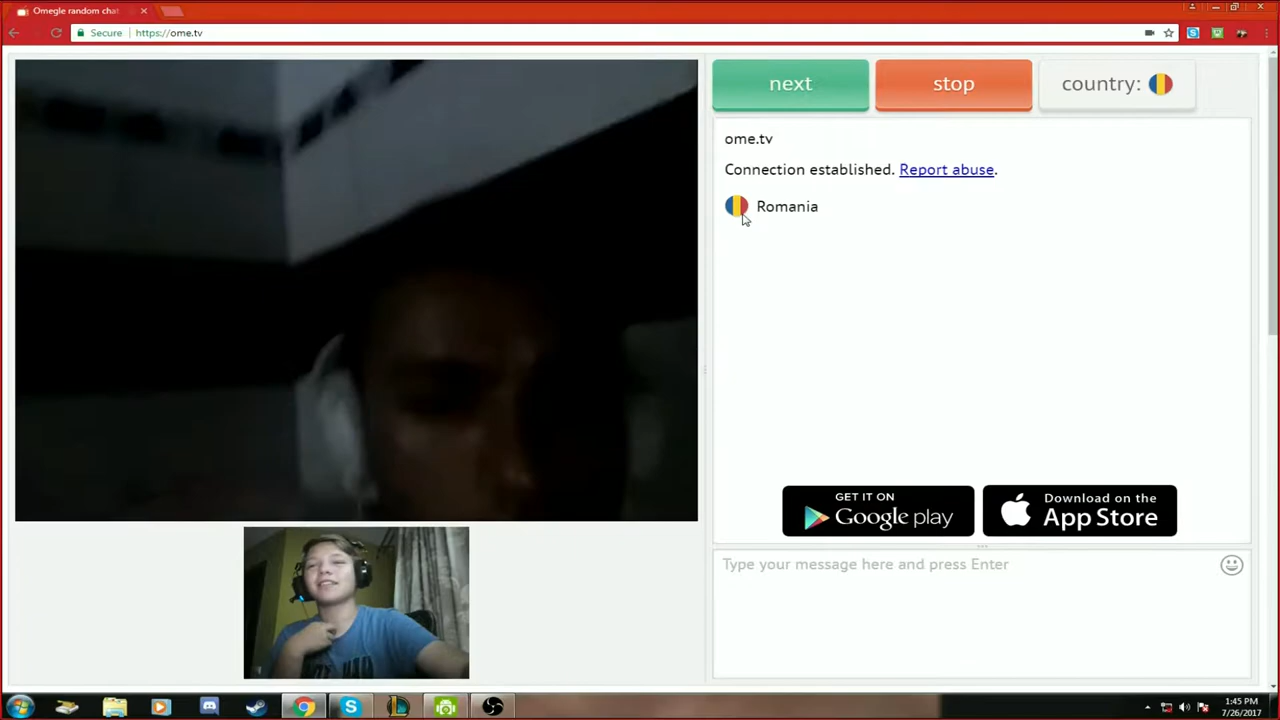 Omegle random chat
Secure
https://ome.tv
next
stop
country:
ome.tv
Connection established. Report abuse.
Romania
GET IT ON
Google play
Download on the
App Store
Type your message here and press Enter
1:45 PM
7/26/2017